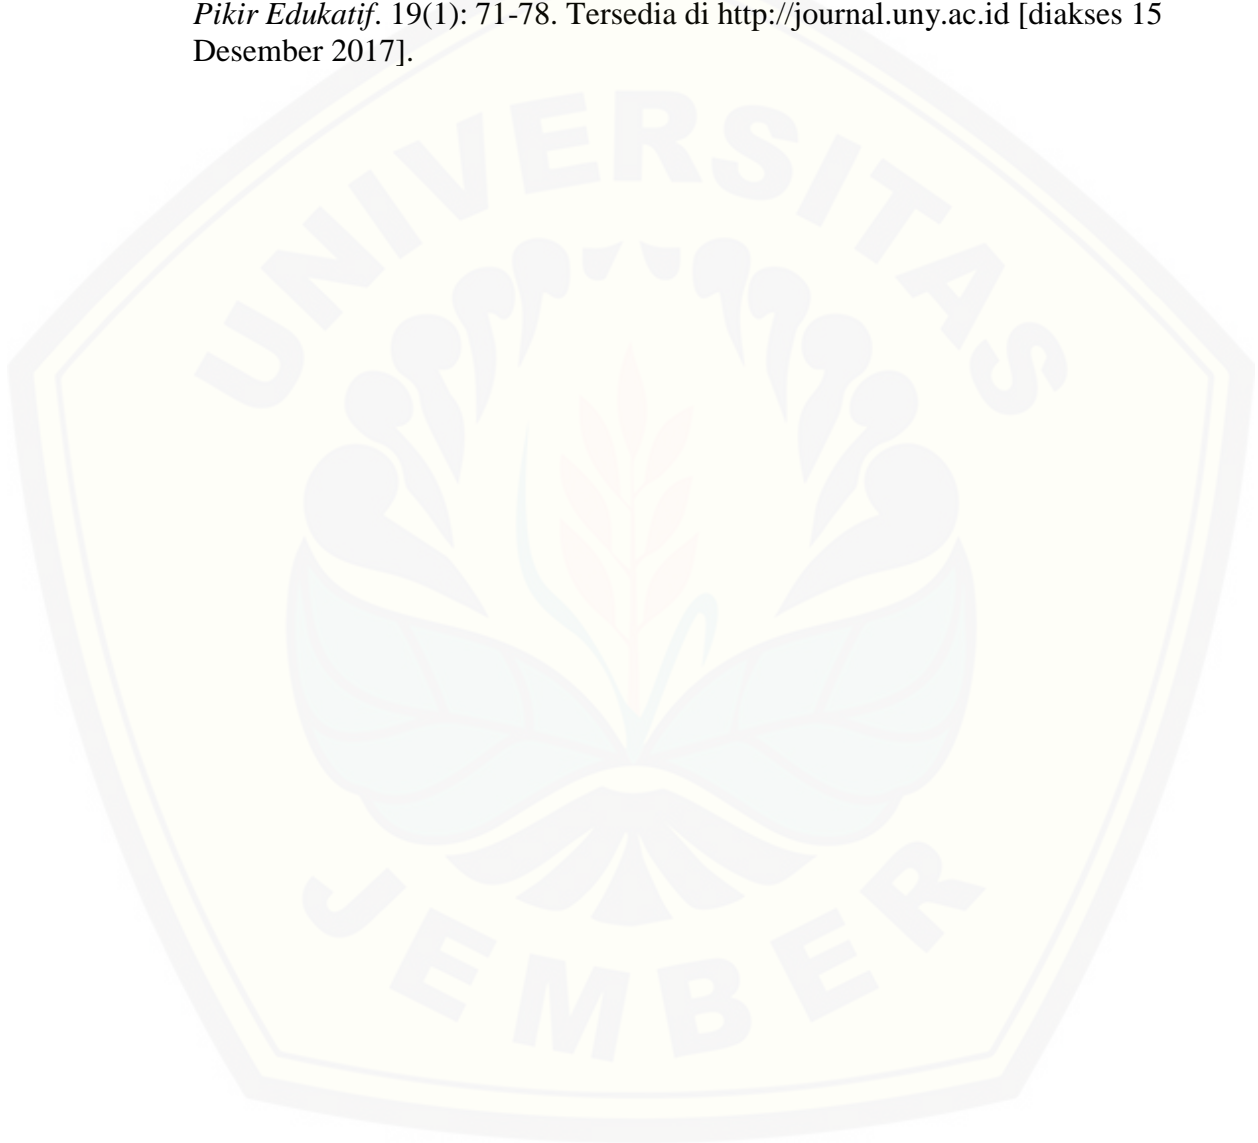 Pikir Edukatif. 19(1): 71-78. Tersedia di http://journal.uny.ac.id [diakses 15
Desember 2017].
UNIVERSITAS
JEMBER